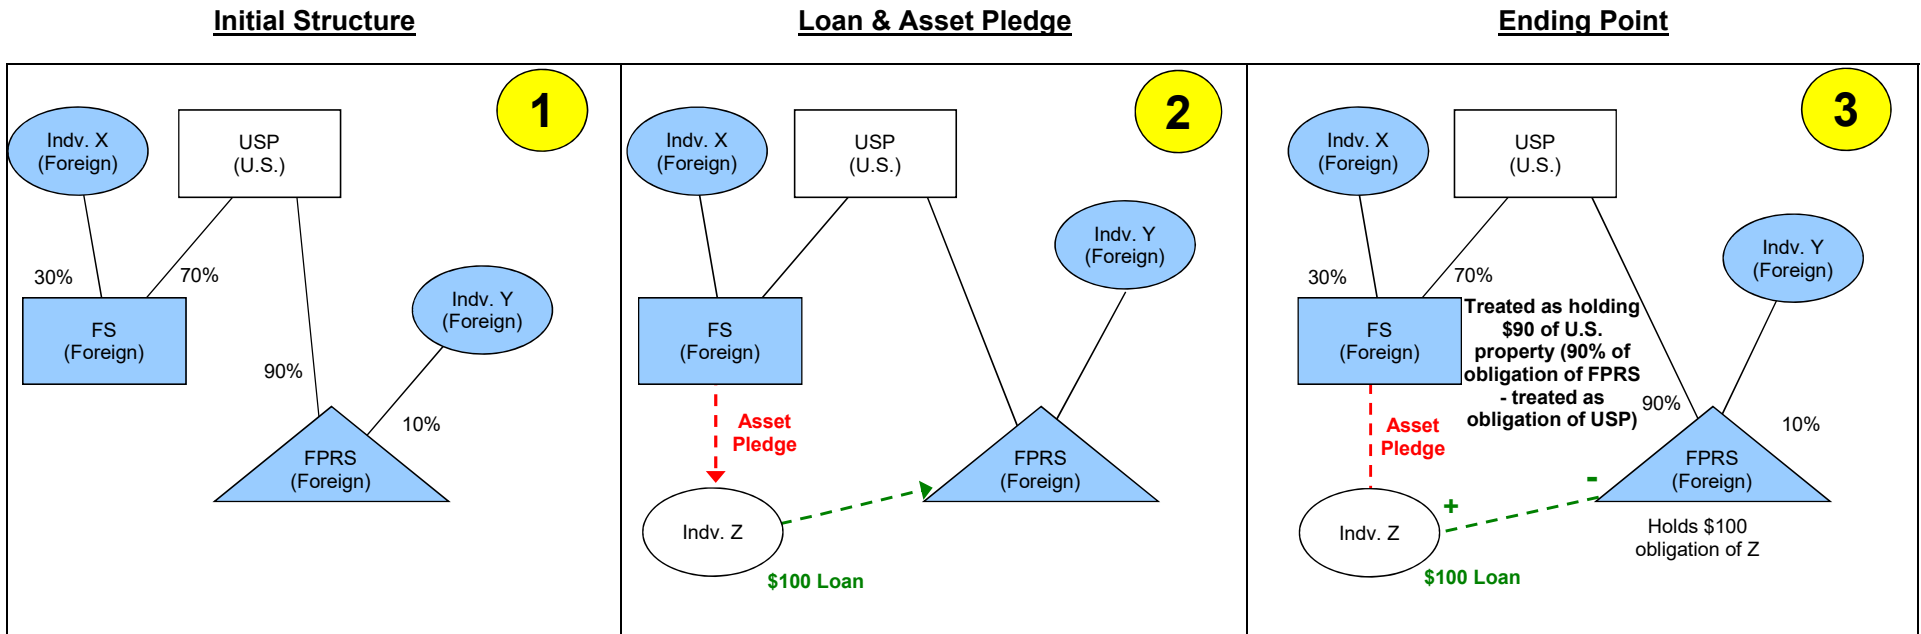 Initial Structure
Loan & Asset Pledge
Ending Point
1
Indv. X
(Foreign)
USP
(U.S.)
30%
70%
FS
(Foreign)
Indv. Y
(Foreign)
90%
10%
FPRS
(Foreign)
2
Indv. X
(Foreign)
USP
(U.S.)
Indv. Y
(Foreign)
FS
(Foreign)
Asset
Pledge
FPRS
(Foreign)
Indv. Z
$100 Loan
3
Indv. X
(Foreign)
USP
(U.S.)
Indv. Y
(Foreign)
30%
70%
FS
(Foreign)
Treated as holding
$90 of U.S.
property (90% of
obligation of FPRS
- treated as
obligation of USP)
90%
10%
Asset
Pledge
FPRS
(Foreign)
+
-
Indv. Z
Holds $100
obligation of Z
$100 Loan